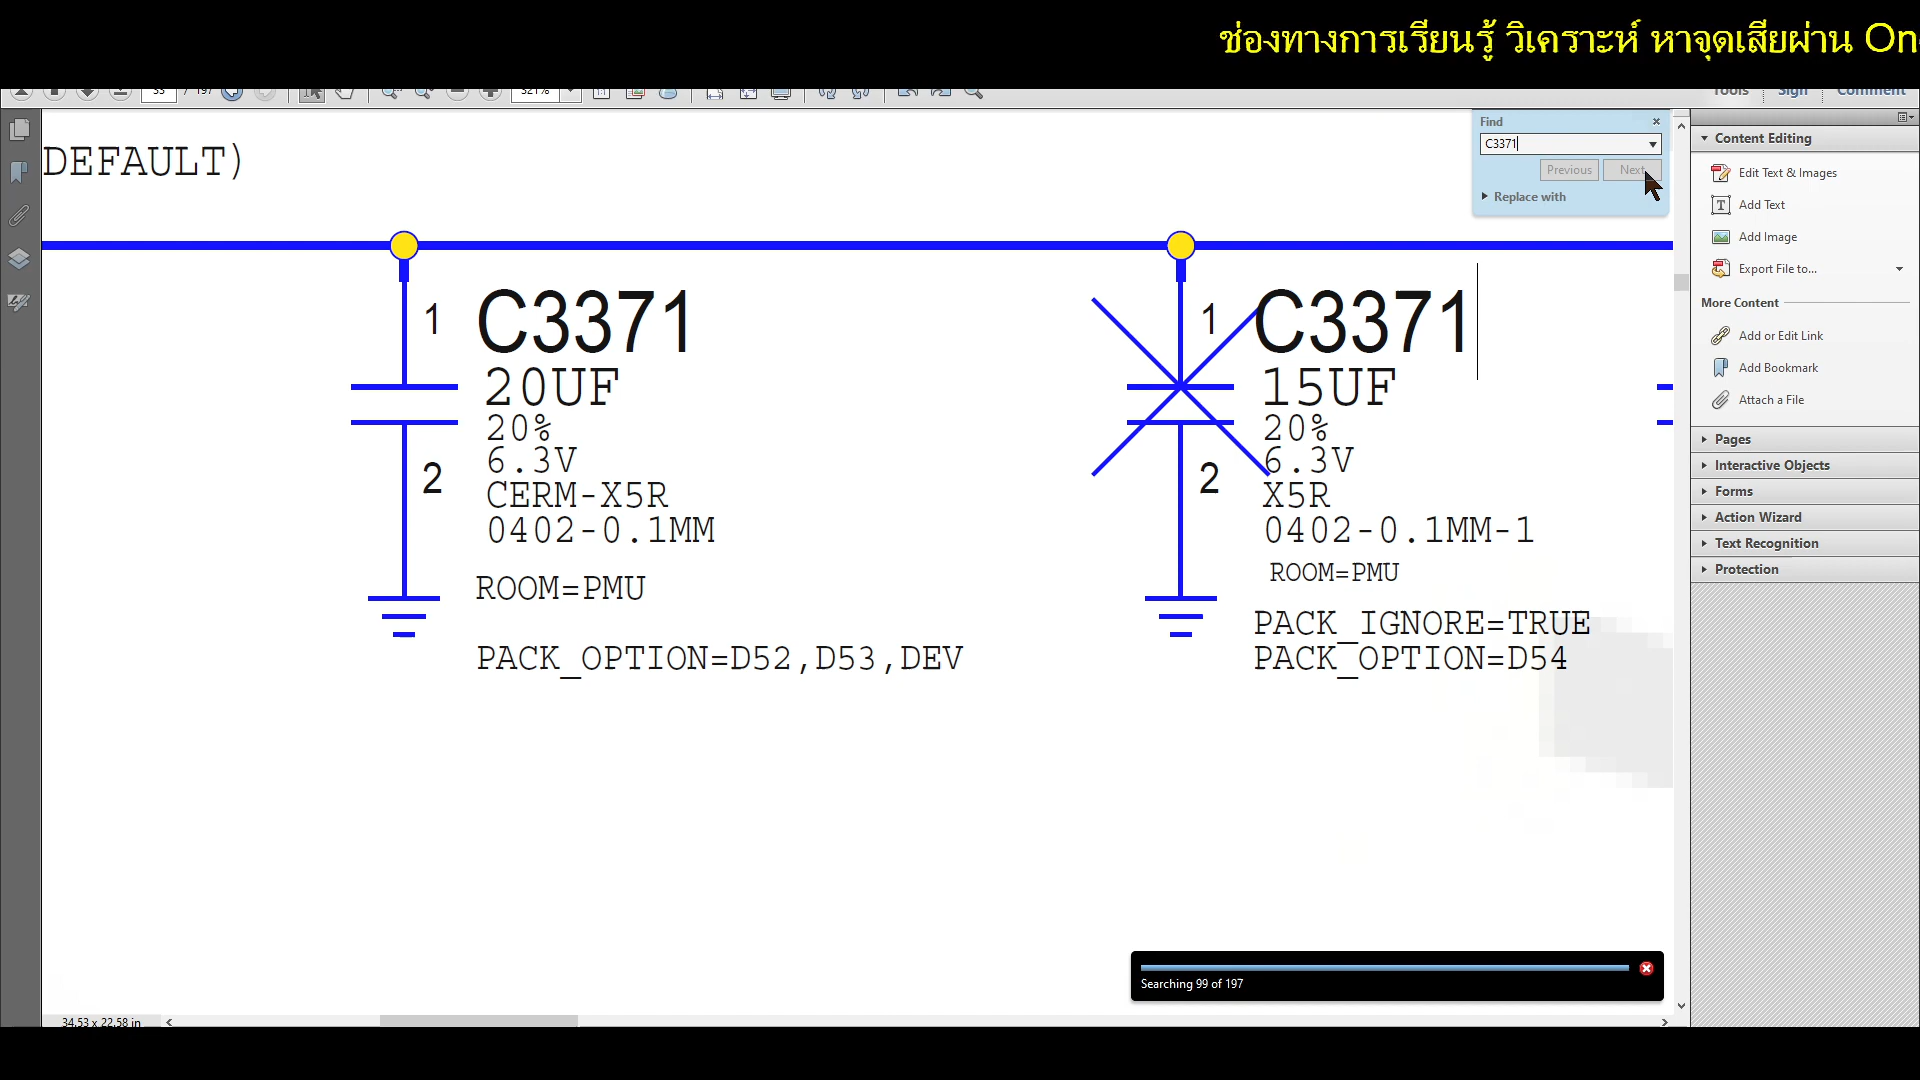 ช่องทางการเรียนรู้ วิเคราะห์ หาจุดเสียผ่าน On
33 / 197
321%
Tools Sign Comment
Find
C3371
Previous Next
Replace with
Content Editing
Edit Text & Images
Add Text
Add Image
Export File to...
More Content
Add or Edit Link
Add Bookmark
Attach a File
Pages
Interactive Objects
Forms
Action Wizard
Text Recognition
Protection
DEFAULT)
1
C3371
20UF
20%
6.3V
2
CERM-X5R
0402-0.1MM
ROOM=PMU
PACK_OPTION=D52,D53,DEV
1
C3371
15UF
20%
6.3V
2
X5R
0402-0.1MM-1
ROOM=PMU
PACK_IGNORE=TRUE
PACK_OPTION=D54
Searching 99 of 197
34.53 x 22.58 in